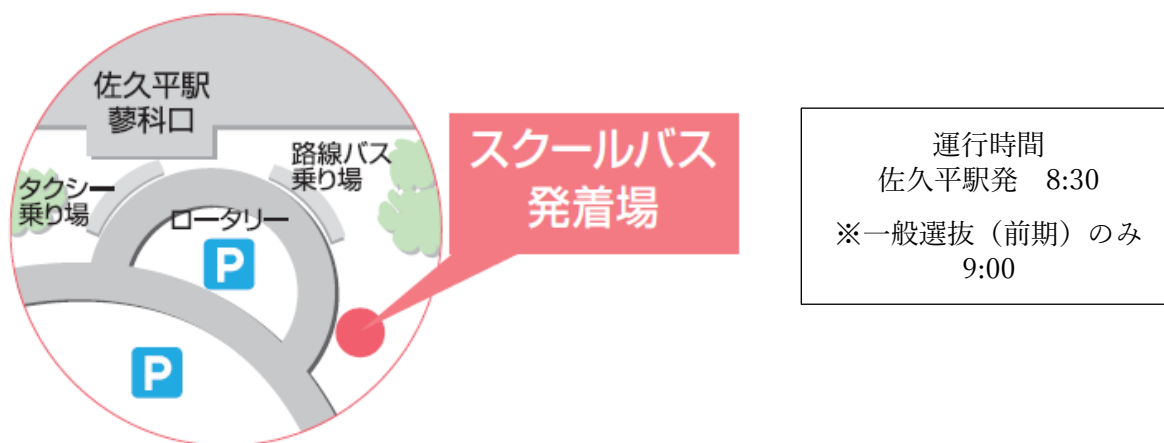 佐久平駅
蓼科口
路線バス
乗り場
タクシー
乗り場
ロータリー
P
P
スクールバス
発着場
運行時間
佐久平駅発　8:30
※一般選抜（前期）のみ
9:00